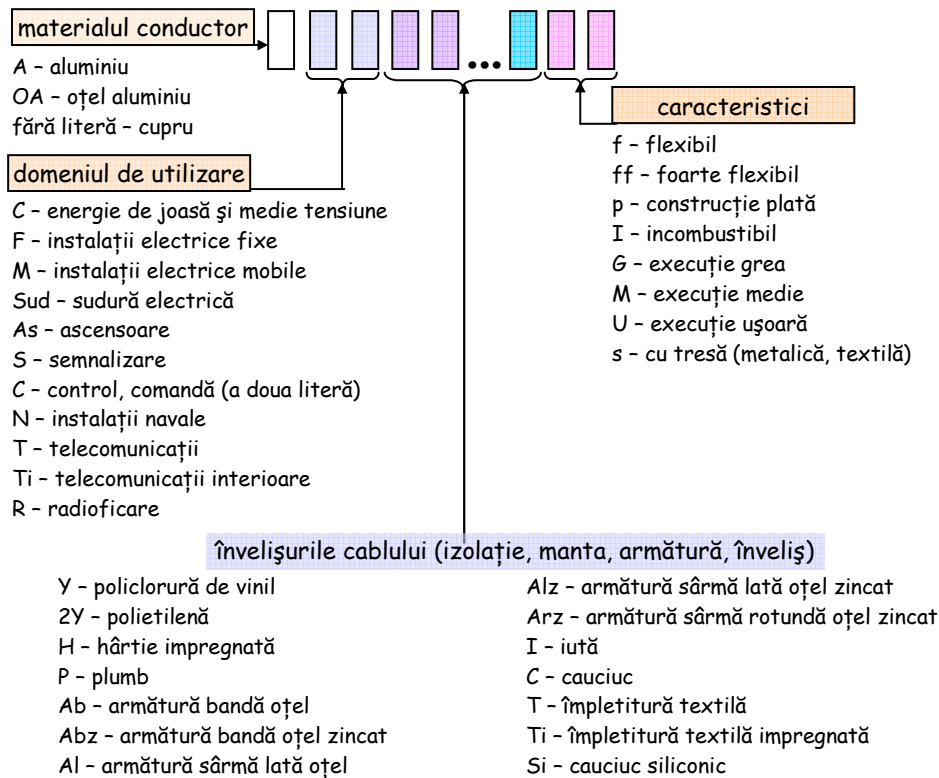 materialul conductor
A – aluminiu
OA – oțel aluminiu
fără literă – cupru
domeniul de utilizare
C – energie de joasă şi medie tensiune
F – instalații electrice fixe
M – instalații electrice mobile
Sud – sudură electrică
As – ascensoare
S – semnalizare
C – control, comandă (a doua literă)
N – instalații navale
T – telecomunicații
Ti – telecomunicații interioare
R – radioficare
...
caracteristici
f – flexibil
ff – foarte flexibil
p – construcție plată
I – incombustibil
G – execuție grea
M – execuție medie
U – execuție uşoară
s – cu tresă (metalică, textilă)
învelişurile cablului (izolație, manta, armătură, înveliş)
Y – policlorură de vinil
2Y – polietilenă
H – hârtie impregnată
P – plumb
Ab – armătură bandă oțel
Abz – armătură bandă oțel zincat
Al – armătură sârmă lată oțel
Alz – armătură sârmă lată oțel zincat
Arz – armătură sârmă rotundă oțel zincat
I – iută
C – cauciuc
T – împletitură textilă
Ti – împletitură textilă impregnată
Si – cauciuc siliconic